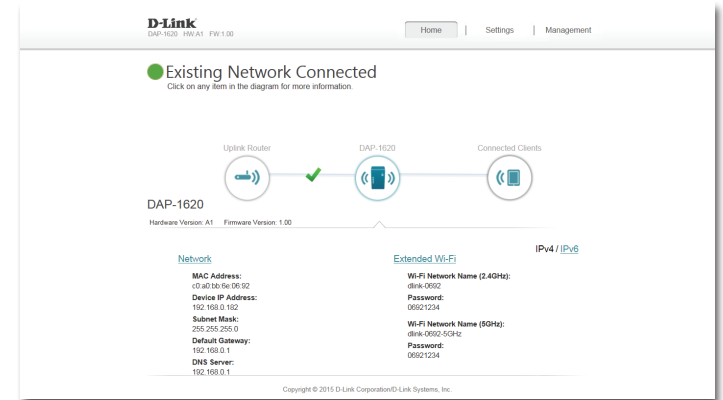 D-Link
DAP-1620 HW:A1 FW:1.00
Home | Settings | Management
Existing Network Connected
Click on any item in the diagram for more information.
Uplink Router DAP-1620 Connected Clients
DAP-1620
Hardware Version: A1 Firmware Version: 1.00
IPv4 / IPv6
Network
MAC Address:
c0:a0:bb:6e:06:92
Device IP Address:
192.168.0.182
Subnet Mask:
255.255.255.0
Default Gateway:
192.168.0.1
DNS Server:
192.168.0.1
Extended Wi-Fi
Wi-Fi Network Name (2.4GHz):
dlink-0692
Password:
06921234
Wi-Fi Network Name (5GHz):
dlink-0692-5GHz
Password:
06921234
Copyright © 2015 D-Link Corporation/D-Link Systems, Inc.